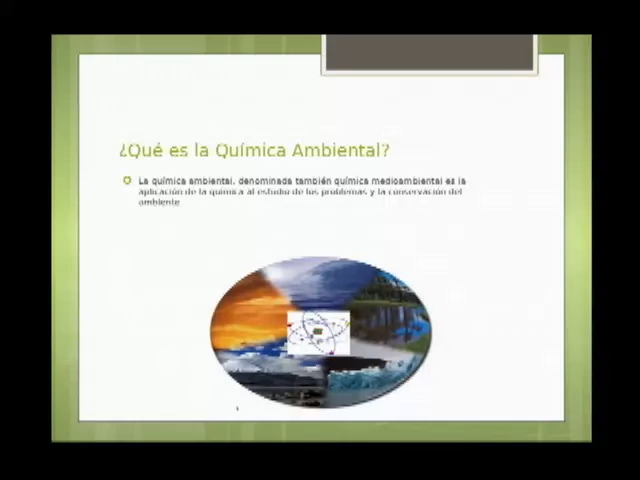 ¿Qué es la Química Ambiental?
La química ambiental, denominada también química medioambiental es la
aplicación de la química al estudio de los problemas y la conservación del
ambiente